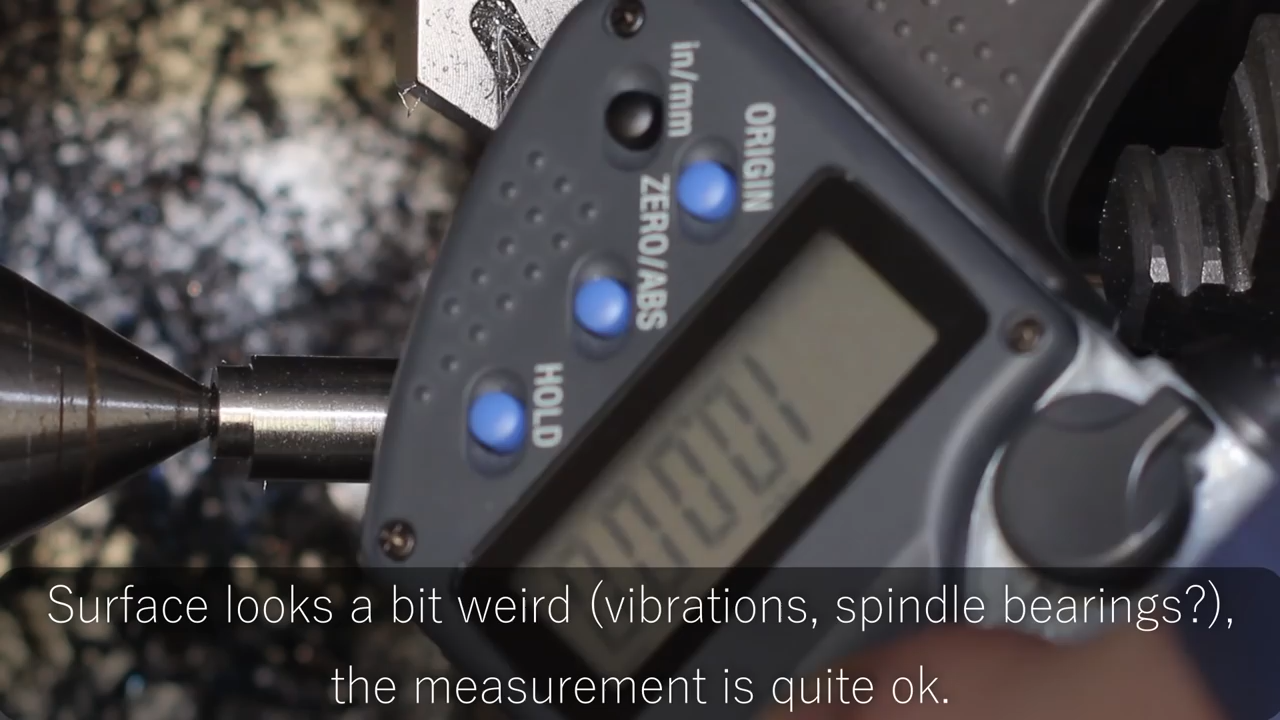 in/mm
ORIGIN
ZERO/ABS
HOLD
Surface looks a bit weird (vibrations, spindle bearings?),
the measurement is quite ok.